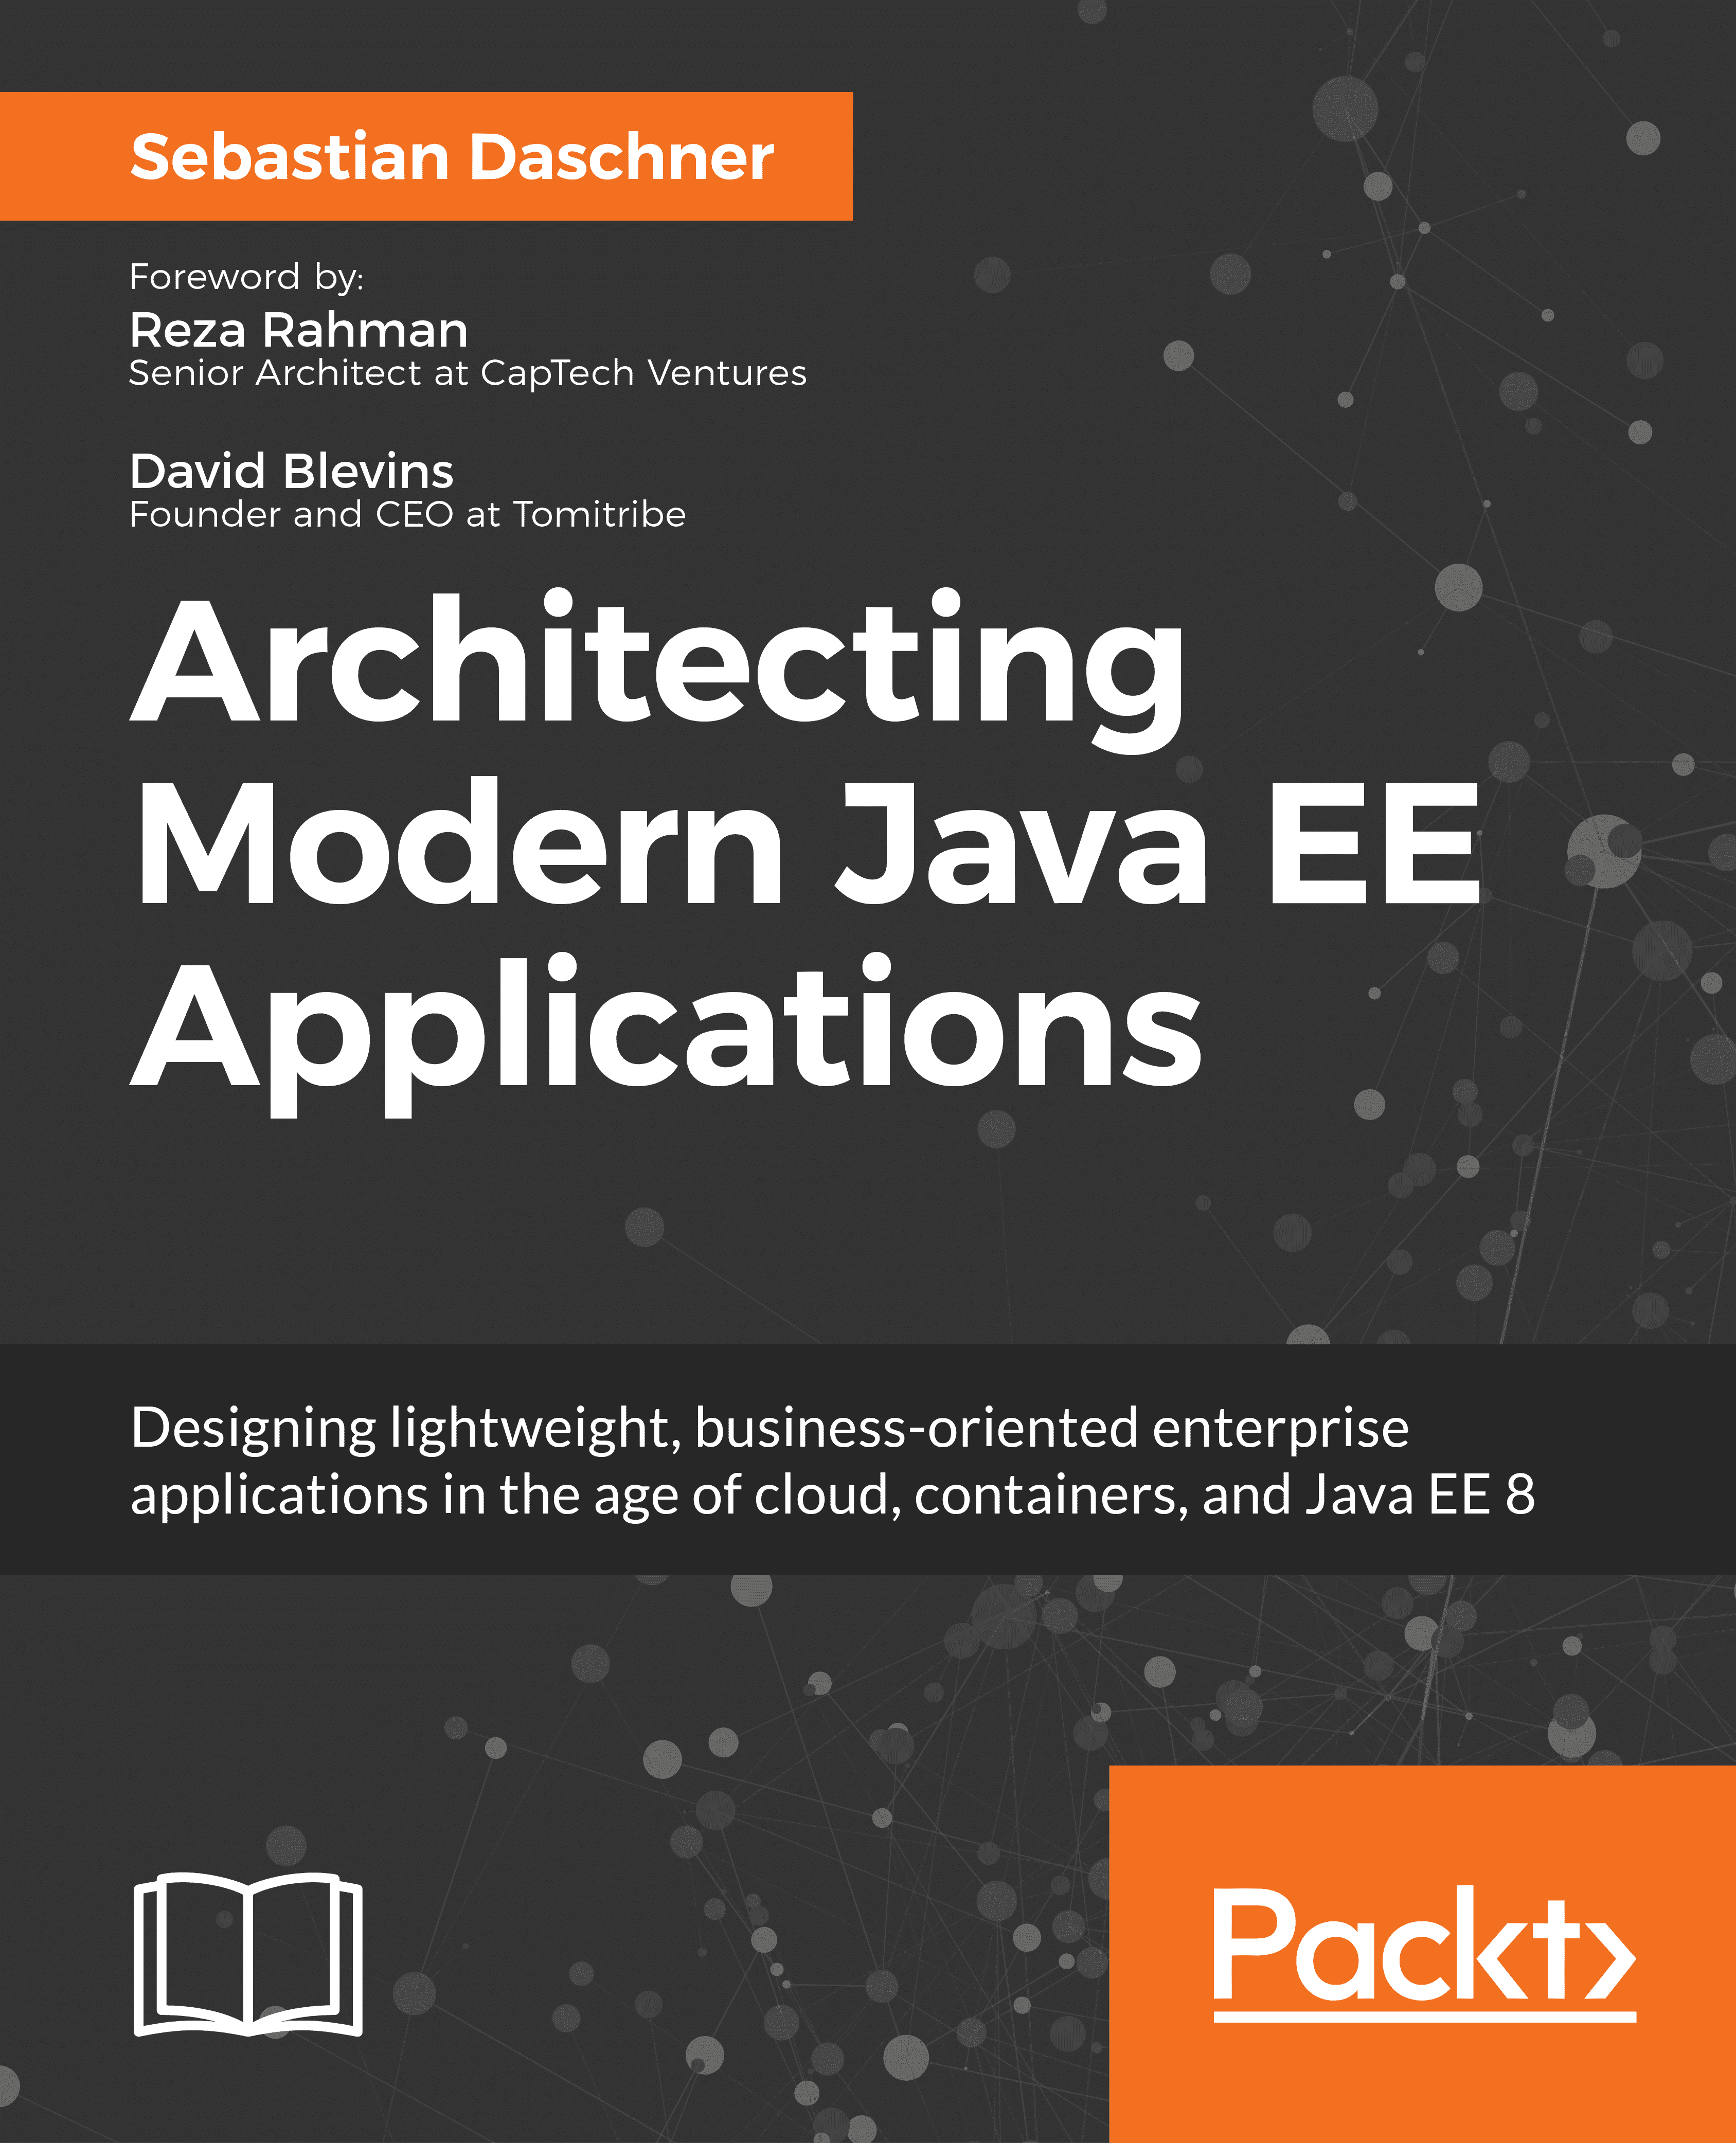 Sebastian Daschner
Foreword by:
Reza Rahman
Senior Architect at CapTech Ventures
David Blevins
Founder and CEO at Tomitribe
Architecting
Modern Java EE
Applications
Designing lightweight, business-oriented enterprise
applications in the age of cloud, containers, and Java EE 8
Packt>